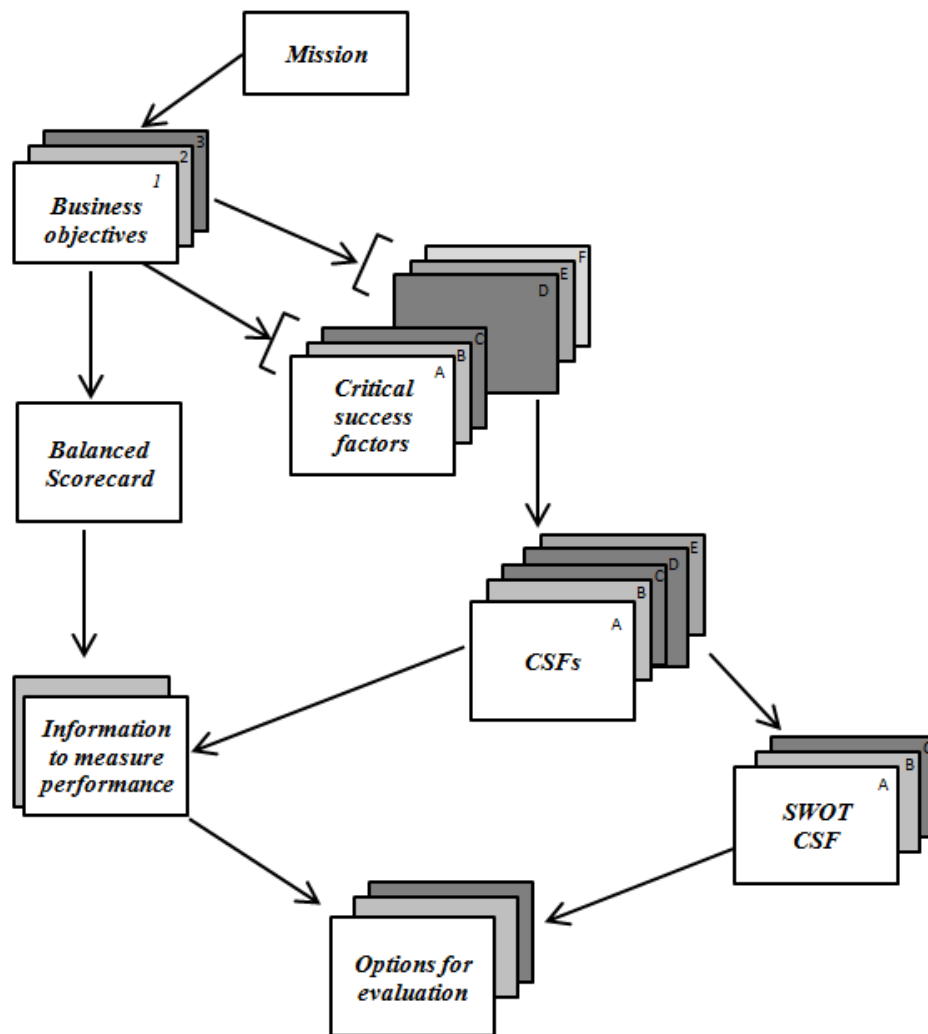 Mission
3
2
1
Business
objectives
F
E
D
C
B
A
Critical
success
factors
Balanced
Scorecard
E
D
C
B
A
CSFs
Information
to measure
performance
C
B
A
SWOT
CSF
Options for
evaluation